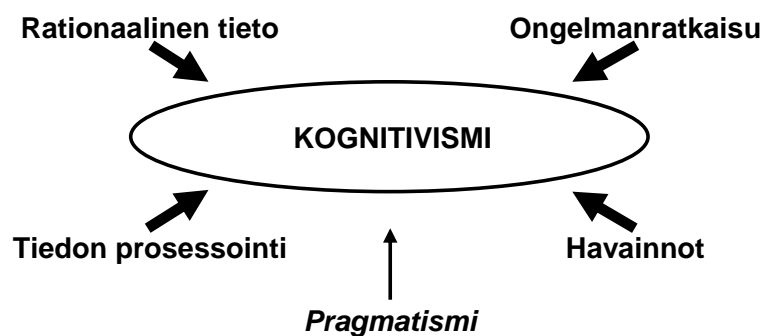 Rationaalinen tieto
Ongelmanratkaisu
KOGNITIVISMI
Tiedon prosessointi
Havainnot
Pragmatismi